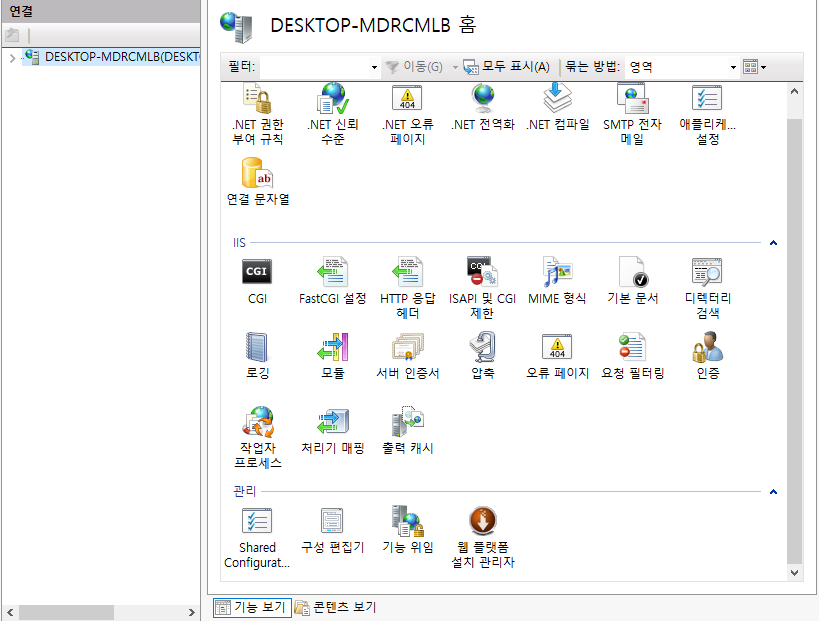 연결
DESKTOP-MDRCMLB(DESKT
DESKTOP-MDRCMLB 홈
필터: 이동(G) 모두 표시(A) 묶는 방법: 영역
.NET 권한 .NET 신뢰 .NET 오류 .NET 전역화 .NET 컴파일 SMTP 전자 애플리케...
부여 규칙 수준 페이지 메일 설정
연결 문자열
IIS
CGI FastCGI 설정 HTTP 응답 ISAPI 및 CGI MIME 형식 기본 문서 디렉터리
헤더 제한 검색
로깅 모듈 서버 인증서 압축 오류 페이지 요청 필터링 인증
작업자 처리기 매핑 출력 캐시
프로세스
관리
Shared 구성 편집기 기능 위임 웹 플랫폼
Configurat... 설치 관리자
기능 보기 콘텐츠 보기